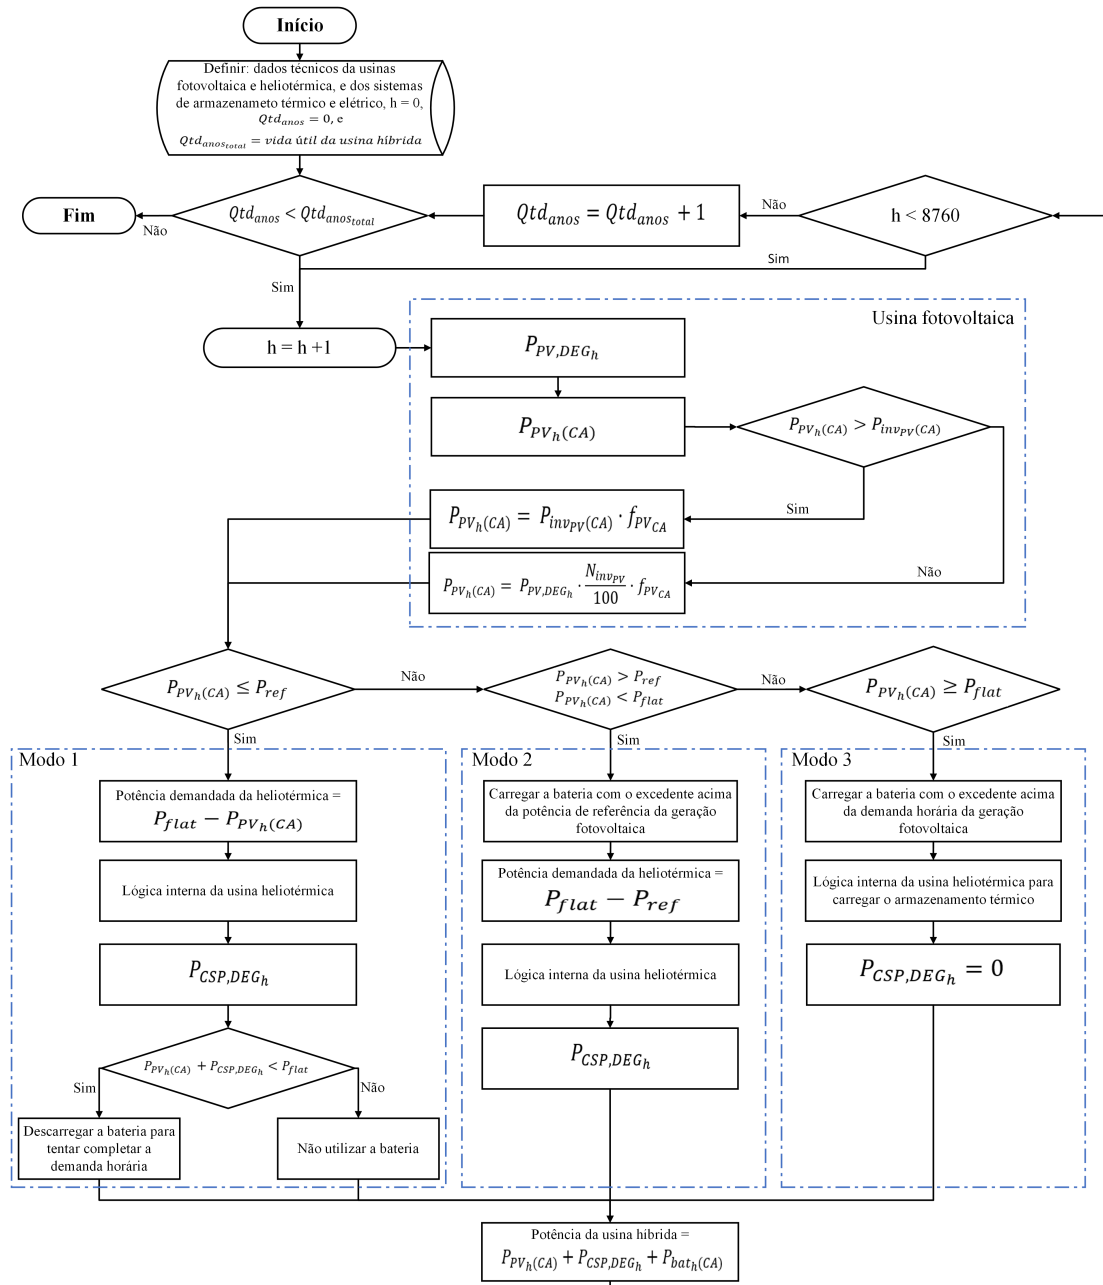 Início
Definir: dados técnicos da usinas
fotovoltaica e heliotérmica, e dos sistemas
de armazenameto térmico e elétrico, h = 0,
Qtd_anos = 0, e
Qtd_anos_total = vida útil da usina híbrida
Fim
Não
Qtd_anos < Qtd_anos_total
Qtd_anos = Qtd_anos + 1
Não
h < 8760
Sim
Sim
h = h +1
Usina fotovoltaica
P_PV,DEG_h
P_PV_h(CA)
P_PV_h(CA) > P_inv_PV(CA)
P_PV_h(CA) = P_inv_PV(CA) · f_PV_CA
Sim
P_PV_h(CA) = P_PV,DEG_h · N_inv_PV/100 · f_PV_CA
Não
P_PV_h(CA) ≤ P_ref
Não
P_PV_h(CA) > P_ref
P_PV_h(CA) < P_flat
Não
P_PV_h(CA) ≥ P_flat
Sim
Sim
Sim
Modo 1
Potência demandada da heliotérmica =
P_flat − P_PV_h(CA)
Lógica interna da usina heliotérmica
P_CSP,DEG_h
P_PV_h(CA) + P_CSP,DEG_h < P_flat
Sim
Não
Descarregar a bateria para
tentar completar a
demanda horária
Não utilizar a bateria
Modo 2
Carregar a bateria com o excedente acima
da potência de referência da geração
fotovoltaica
Potência demandada da heliotérmica =
P_flat − P_ref
Lógica interna da usina heliotérmica
P_CSP,DEG_h
Modo 3
Carregar a bateria com o excedente acima
da demanda horária da geração
fotovoltaica
Lógica interna da usina heliotérmica para
carregar o armazenamento térmico
P_CSP,DEG_h = 0
Potência da usina híbrida =
P_PV_h(CA) + P_CSP,DEG_h + P_bat_h(CA)